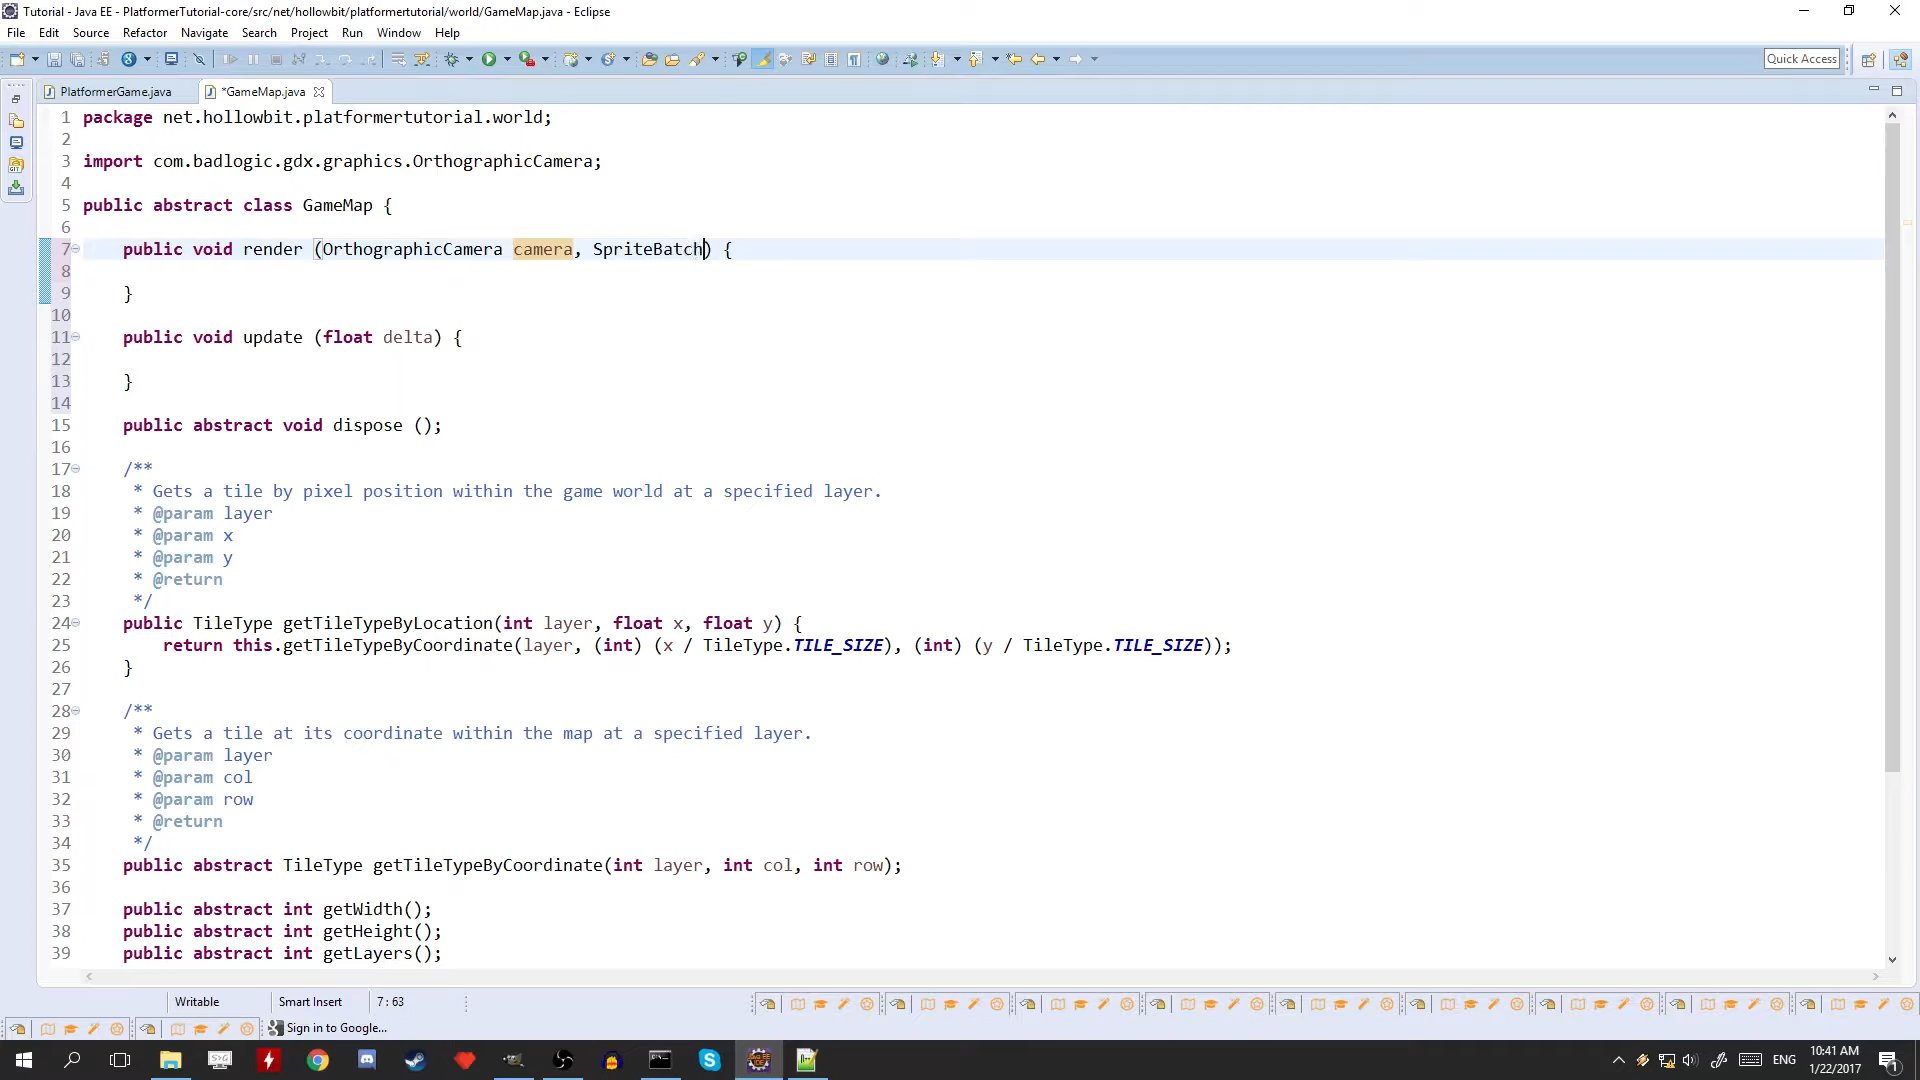 Tutorial - Java EE - PlatformerTutorial-core/src/net/hollowbit/platformertutorial/world/GameMap.java - Eclipse
File Edit Source Refactor Navigate Search Project Run Window Help
Quick Access
PlatformerGame.java *GameMap.java
1 package net.hollowbit.platformertutorial.world;
2
3 import com.badlogic.gdx.graphics.OrthographicCamera;
4
5 public abstract class GameMap {
6
7 public void render (OrthographicCamera camera, SpriteBatch) {
8
9 }
10
11 public void update (float delta) {
12
13 }
14
15 public abstract void dispose ();
16
17 /**
18 * Gets a tile by pixel position within the game world at a specified layer.
19 * @param layer
20 * @param x
21 * @param y
22 * @return
23 */
24 public TileType getTileTypeByLocation(int layer, float x, float y) {
25 return this.getTileTypeByCoordinate(layer, (int) (x / TileType.TILE_SIZE), (int) (y / TileType.TILE_SIZE));
26 }
27
28 /**
29 * Gets a tile at its coordinate within the map at a specified layer.
30 * @param layer
31 * @param col
32 * @param row
33 * @return
34 */
35 public abstract TileType getTileTypeByCoordinate(int layer, int col, int row);
36
37 public abstract int getWidth();
38 public abstract int getHeight();
39 public abstract int getLayers();
Writable Smart Insert 7 : 63
Sign in to Google...
ENG 10:41 AM
1/22/2017